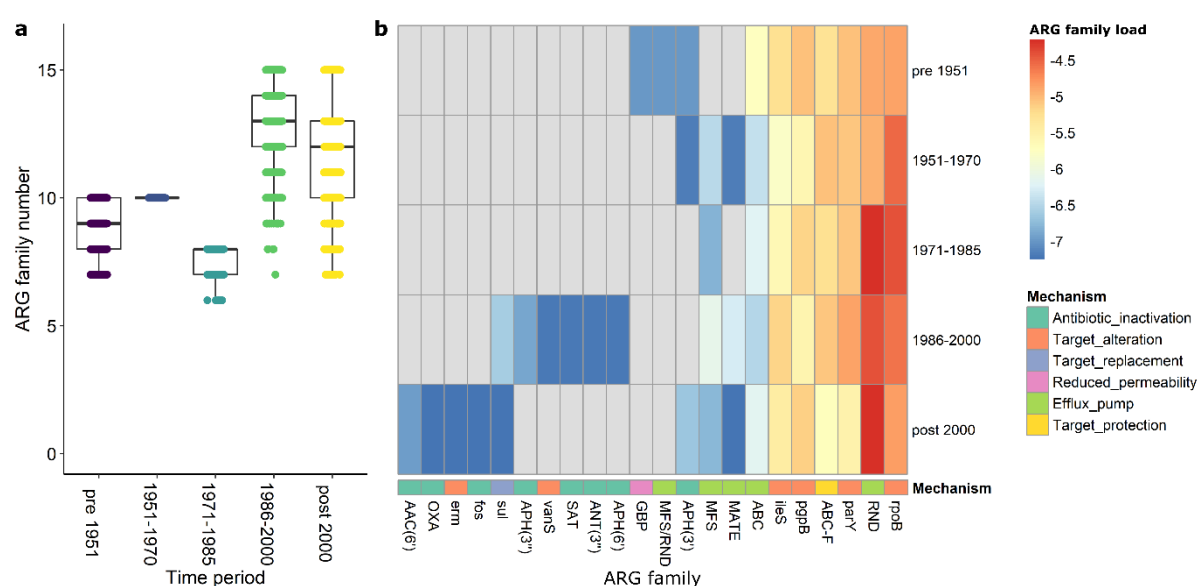 a
ARG family number
15
10
5
0
pre 1951
1951-1970
1971-1985
1986-2000
post 2000
Time period
b
pre 1951
1951-1970
1971-1985
1986-2000
post 2000
Mechanism
AAC(6')
OXA
erm
fos
sul
APH(3'')
vanS
SAT
ANT(3'')
APH(6')
GBP
MFS/RND
APH(3')
MFS
MATE
ABC
ileS
pgpB
ABC-F
parY
RND
rpoB
ARG family
ARG family load
-4.5
-5
-5.5
-6
-6.5
-7
Mechanism
Antibiotic_inactivation
Target_alteration
Target_replacement
Reduced_permeability
Efflux_pump
Target_protection